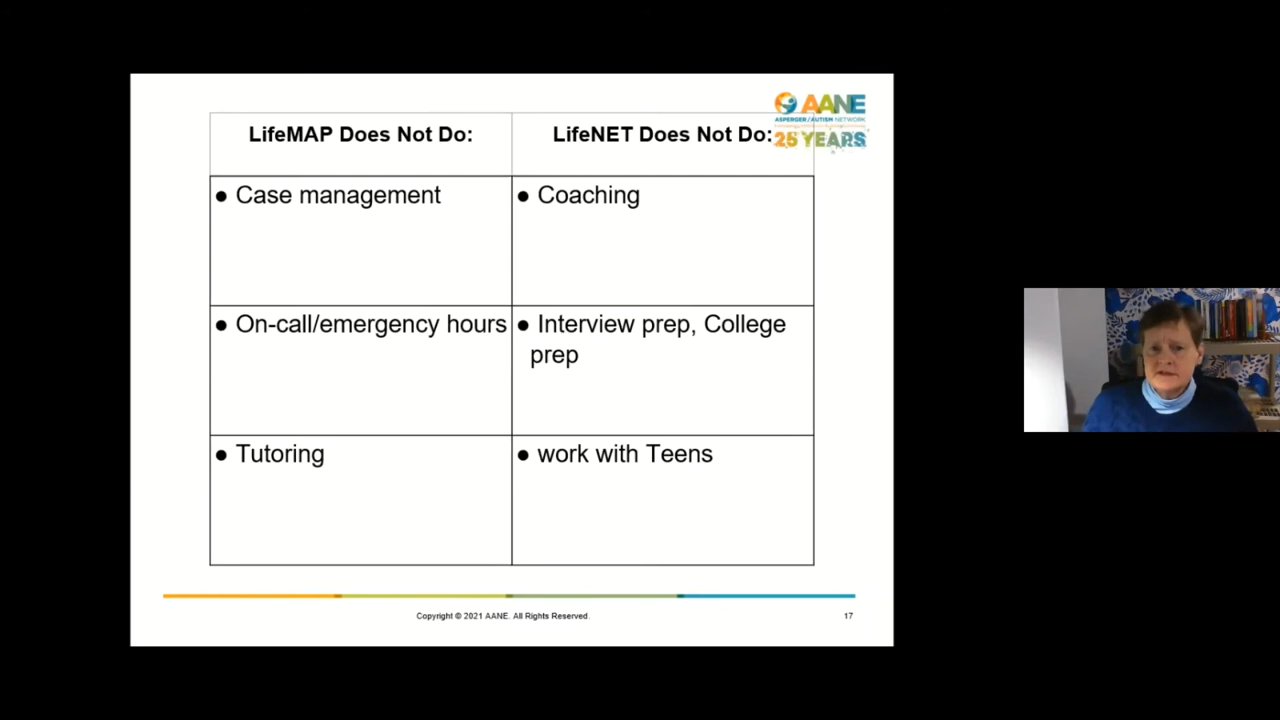 AANE
ASPERGER / AUTISM NETWORK
25 YEARS
LifeMAP Does Not Do:
LifeNET Does Not Do:
● Case management
● Coaching
● On-call/emergency hours
● Interview prep, College
prep
● Tutoring
● work with Teens
Copyright © 2021 AANE. All Rights Reserved.
17